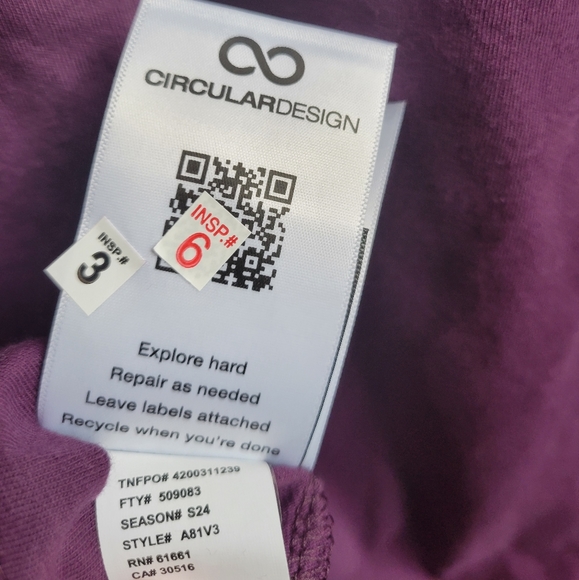 CIRCULARDESIGN
INSP.#
6
INSP.#
3
Explore hard
Repair as needed
Leave labels attached
Recycle when you're done
TNFPO# 4200311239
FTY# 509083
SEASON# S24
STYLE# A81V3
RN# 61661
CA# 30516